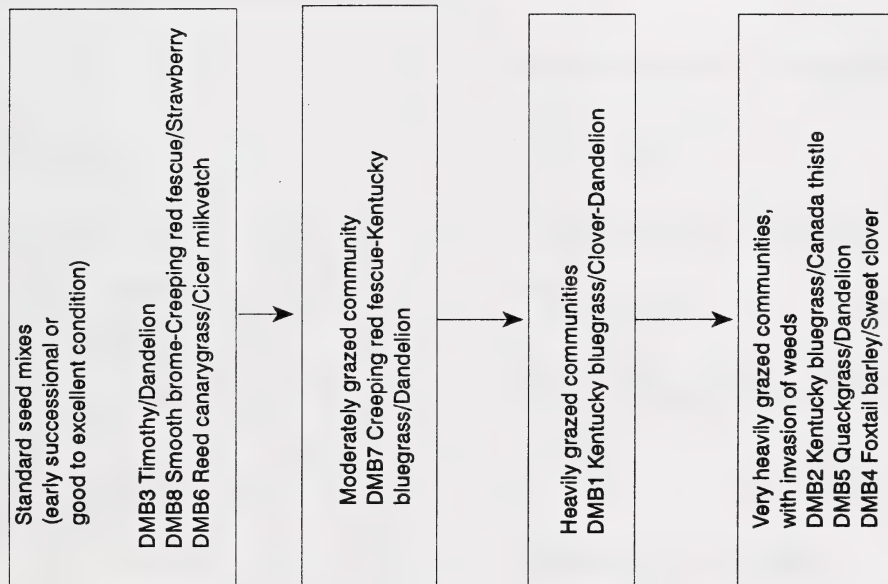 Standard seed mixes
(early successional or
good to excellent condition)
DMB3 Timothy/Dandelion
DMB8 Smooth brome-Creeping red fescue/Strawberry
DMB6 Reed canarygrass/Cicer milkvetch
Moderately grazed community
DMB7 Creeping red fescue-Kentucky
bluegrass/Dandelion
Heavily grazed communities
DMB1 Kentucky bluegrass/Clover-Dandelion
Very heavily grazed communities,
with invasion of weeds
DMB2 Kentucky bluegrass/Canada thistle
DMB5 Quackgrass/Dandelion
DMB4 Foxtail barley/Sweet clover